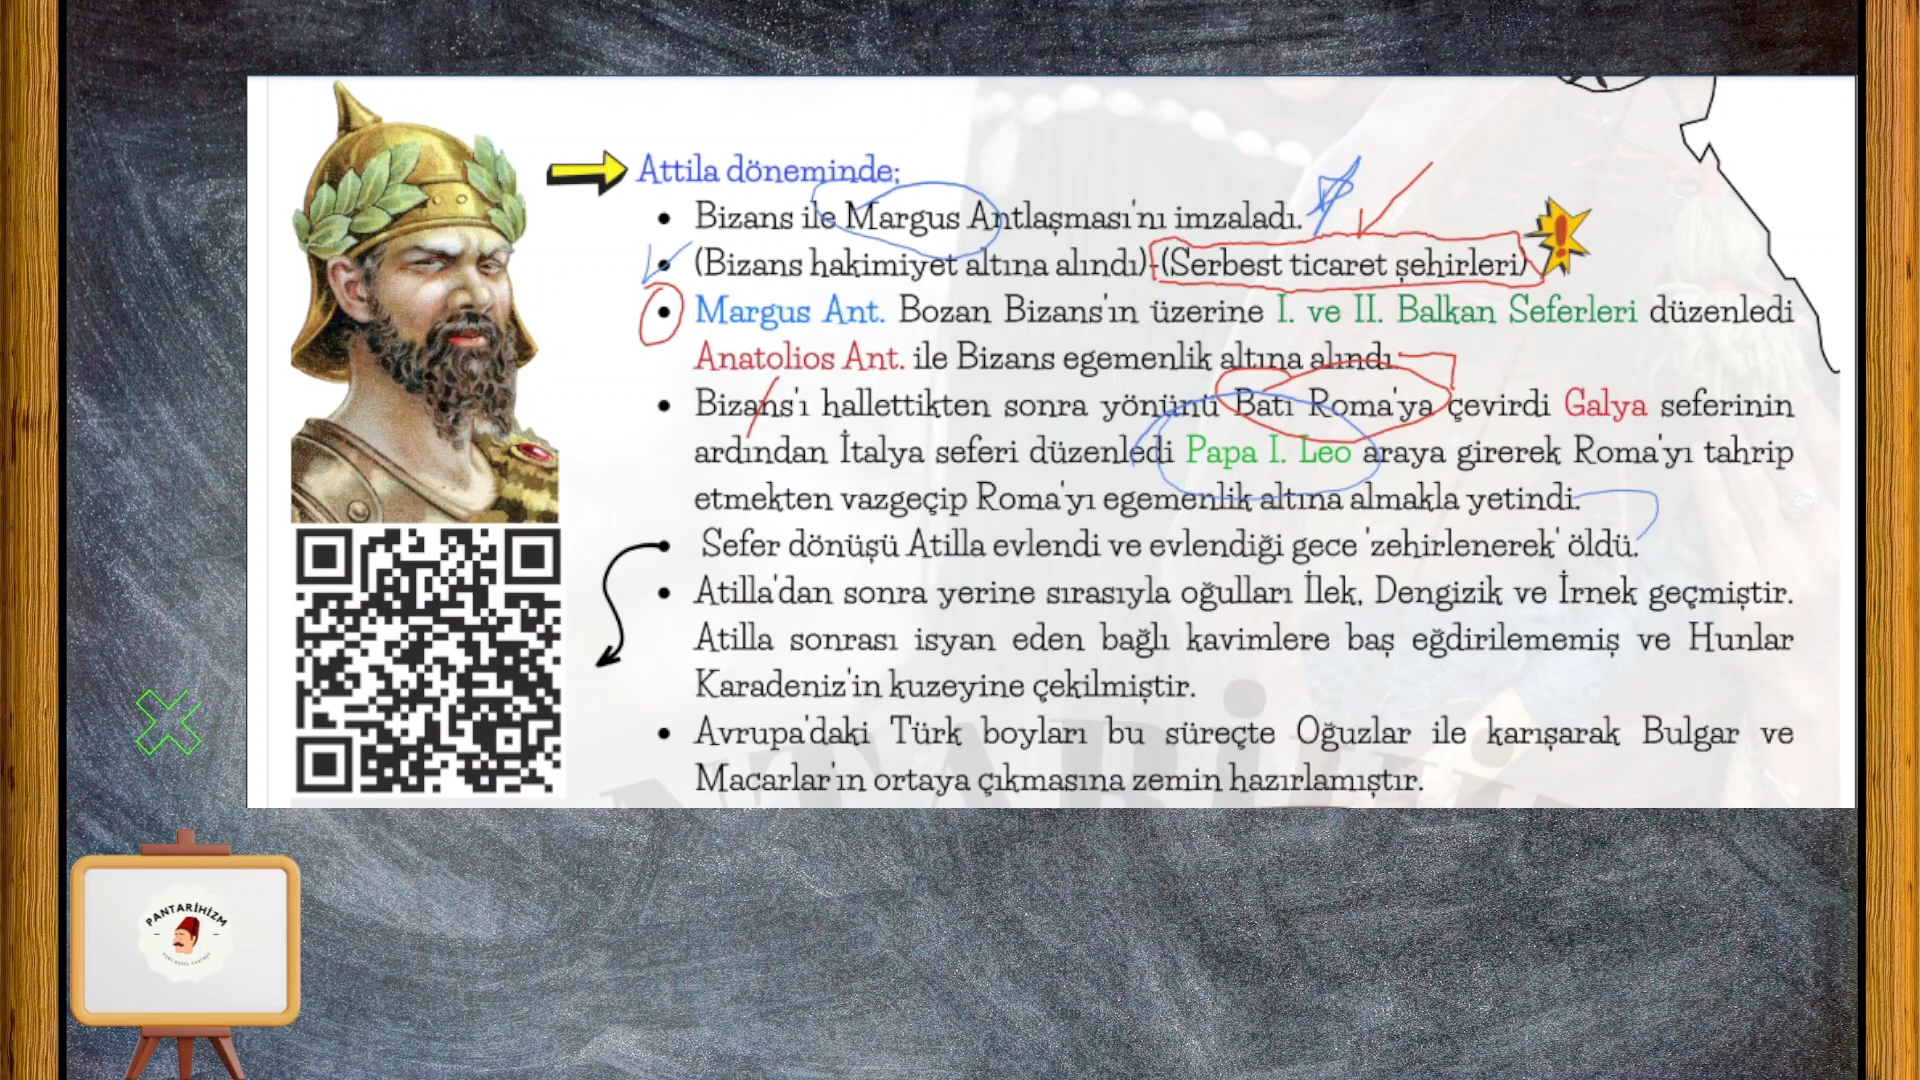 Attila döneminde;
Bizans ile Margus Antlaşması'nı imzaladı.
(Bizans hakimiyet altına alındı)-(Serbest ticaret şehirleri)
Margus Ant. Bozan Bizans'ın üzerine I. ve II. Balkan Seferleri düzenledi
Anatolios Ant. ile Bizans egemenlik altına alındı.
Bizans'ı hallettikten sonra yönünü Batı Roma'ya çevirdi Galya seferinin
ardından İtalya seferi düzenledi Papa I. Leo araya girerek Roma'yı tahrip
etmekten vazgeçip Roma'yı egemenlik altına almakla yetindi.
Sefer dönüşü Atilla evlendi ve evlendiği gece 'zehirlenerek' öldü.
Atilla'dan sonra yerine sırasıyla oğulları İlek, Dengizik ve İrnek geçmiştir.
Atilla sonrası isyan eden bağlı kavimlere baş eğdirilememiş ve Hunlar
Karadeniz'in kuzeyine çekilmiştir.
Avrupa'daki Türk boyları bu süreçte Oğuzlar ile karışarak Bulgar ve
Macarlar'ın ortaya çıkmasına zemin hazırlamıştır.
PANTARİHİZM